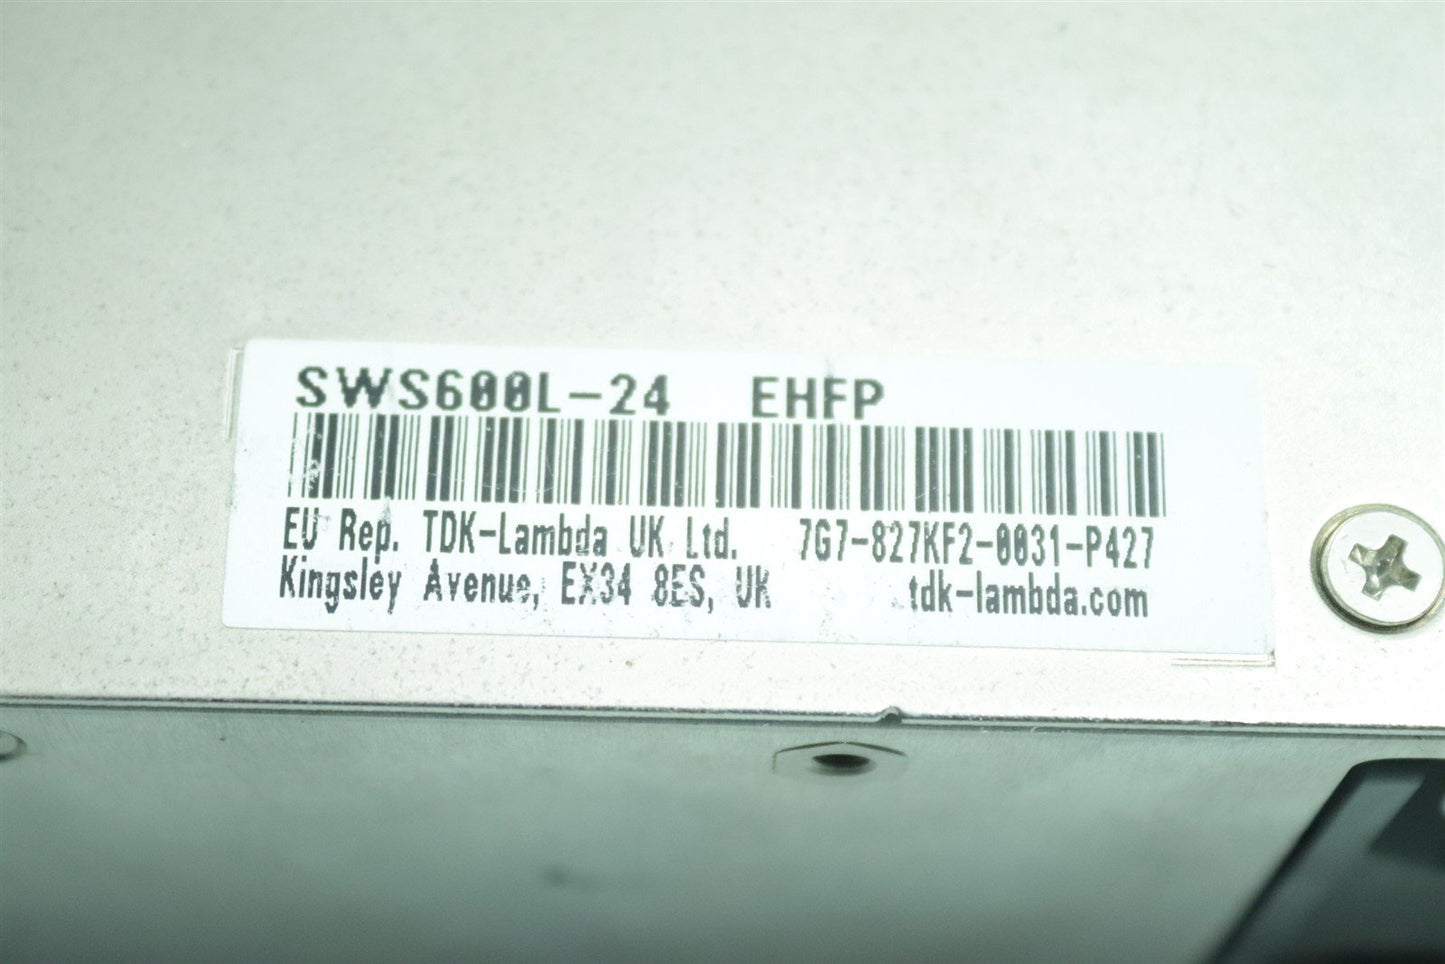 SWS600L-24 EHFP
EU Rep. TDK-Lambda UK Ltd. 7G7-827KF2-0031-P427
Kingsley Avenue, EX34 8ES, UK tdk-lambda.com